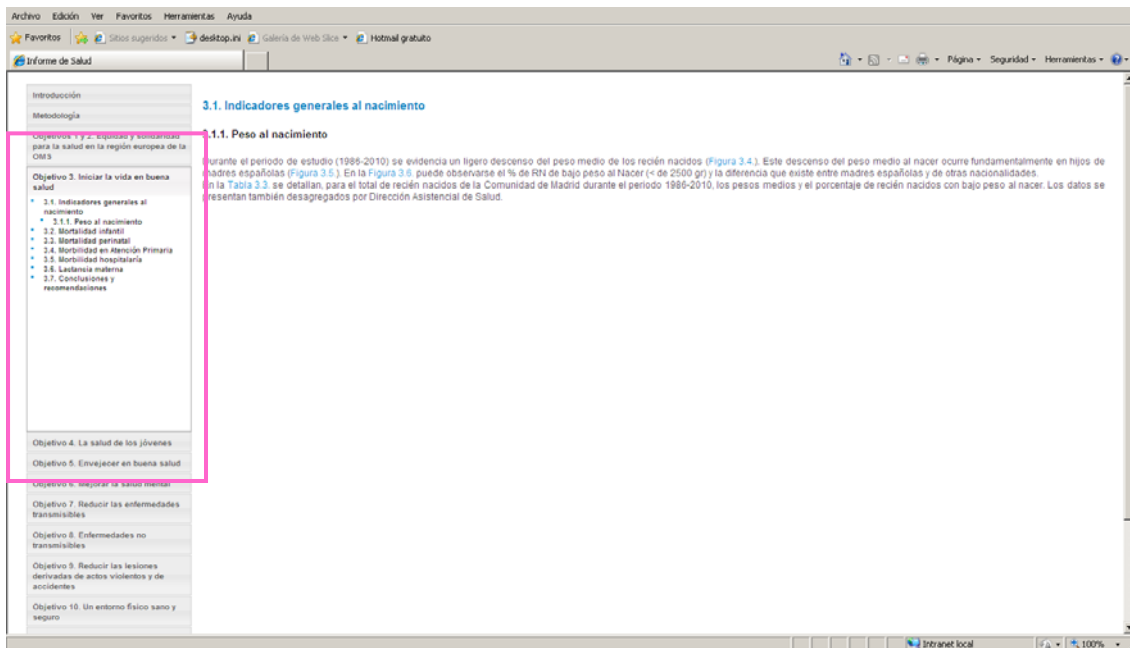 Archivo Edición Ver Favoritos Herramientas Ayuda
Favoritos Sitios sugeridos desktop.ini Galería de Web Slice Hotmail gratuito
Informe de Salud
Página Seguridad Herramientas
Introducción
Metodología
Objetivos 1 y 2. Equidad y solidaridad
para la salud en la región europea de la
OMS
Objetivo 3. Iniciar la vida en buena
salud
3.1. Indicadores generales al
nacimiento
3.1.1. Peso al nacimiento
3.2. Mortalidad infantil
3.3. Mortalidad perinatal
3.4. Morbilidad en Atención Primaria
3.5. Morbilidad hospitalaría
3.6. Lactancia materna
3.7. Conclusiones y
recomendaciones
Objetivo 4. La salud de los jóvenes
Objetivo 5. Envejecer en buena salud
Objetivo 6. Mejorar la salud mental
Objetivo 7. Reducir las enfermedades
transmisibles
Objetivo 8. Enfermedades no
transmisibles
Objetivo 9. Reducir las lesiones
derivadas de actos violentos y de
accidentes
Objetivo 10. Un entorno físico sano y
seguro
3.1. Indicadores generales al nacimiento
3.1.1. Peso al nacimiento
Durante el periodo de estudio (1986-2010) se evidencia un ligero descenso del peso medio de los recién nacidos (Figura 3.4.). Este descenso del peso medio al nacer ocurre fundamentalmente en hijos de
madres españolas (Figura 3.5.). En la Figura 3.6. puede observarse el % de RN de bajo peso al Nacer (< de 2500 gr) y la diferencia que existe entre madres españolas y de otras nacionalidades.
En la Tabla 3.3. se detallan, para el total de recién nacidos de la Comunidad de Madrid durante el periodo 1986-2010, los pesos medios y el porcentaje de recién nacidos con bajo peso al nacer. Los datos se
presentan también desagregados por Dirección Asistencial de Salud.
Intranet local 100%